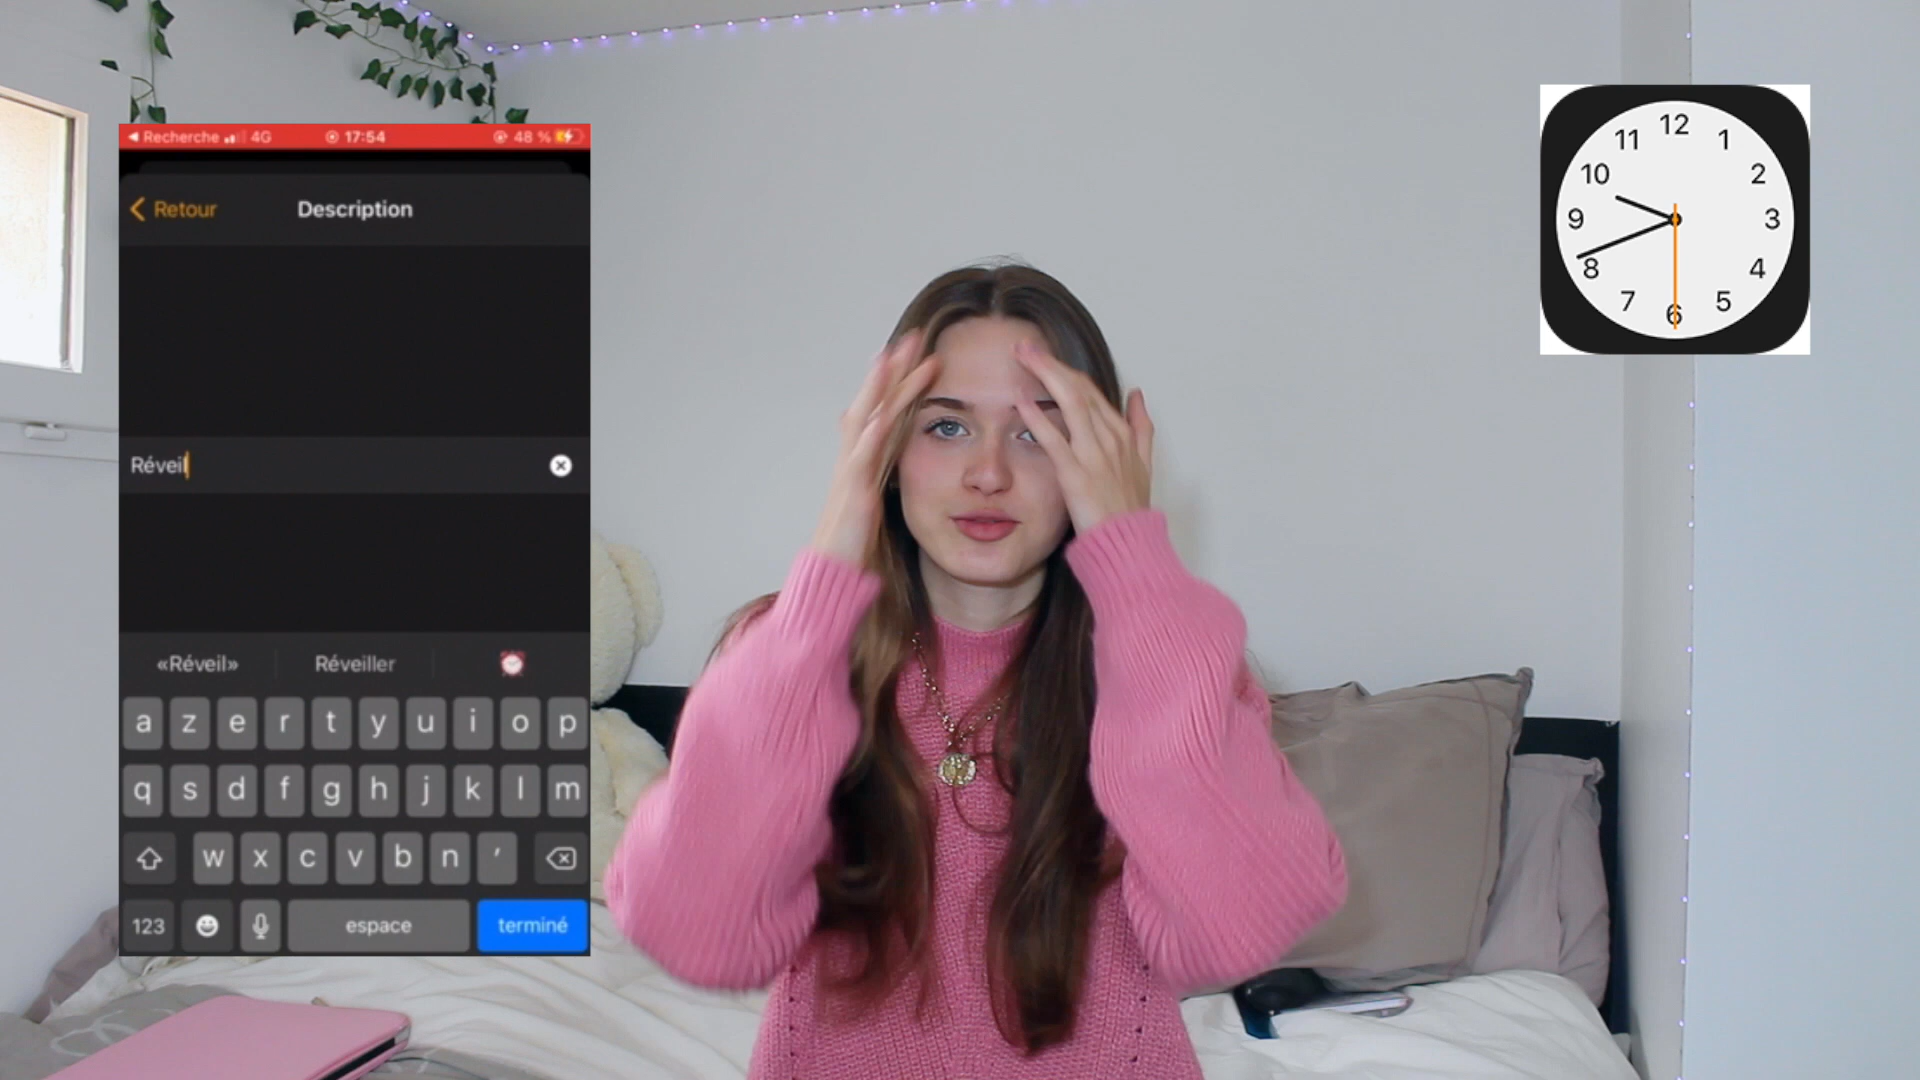 Recherche 4G 17:54 48 %
Retour Description
Réveil
«Réveil» Réveiller
a z e r t y u i o p
q s d f g h j k l m
w x c v b n ’
123 espace terminé
12
11 1
10 2
9 3
8 4
7 5
6